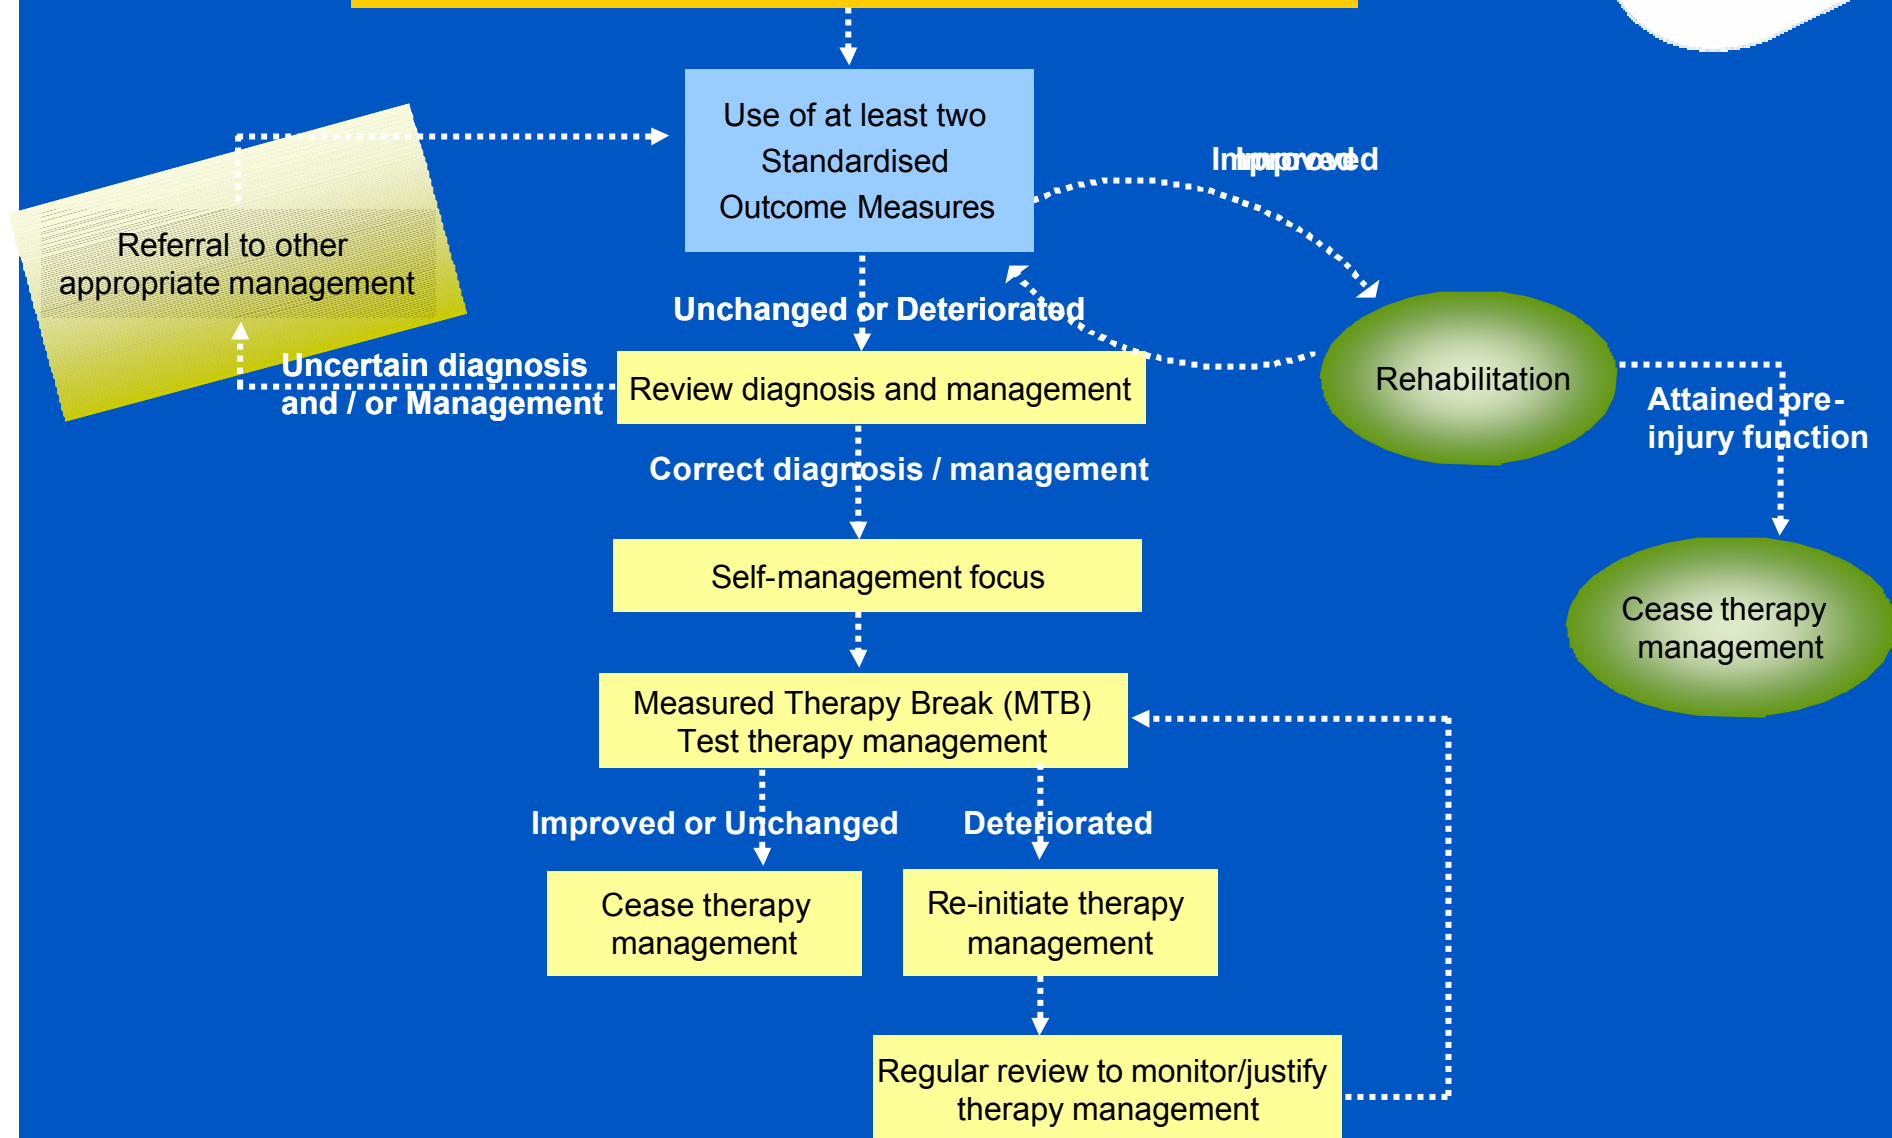 Use of at least two
Standardised
Outcome Measures
Improved
Improved
Referral to other
appropriate management
Unchanged or Deteriorated
Uncertain diagnosis
and / or Management
Review diagnosis and management
Rehabilitation
Attained pre-
injury function
Correct diagnosis / management
Self-management focus
Cease therapy
management
Measured Therapy Break (MTB)
Test therapy management
Improved or Unchanged
Deteriorated
Cease therapy
management
Re-initiate therapy
management
Regular review to monitor/justify
therapy management